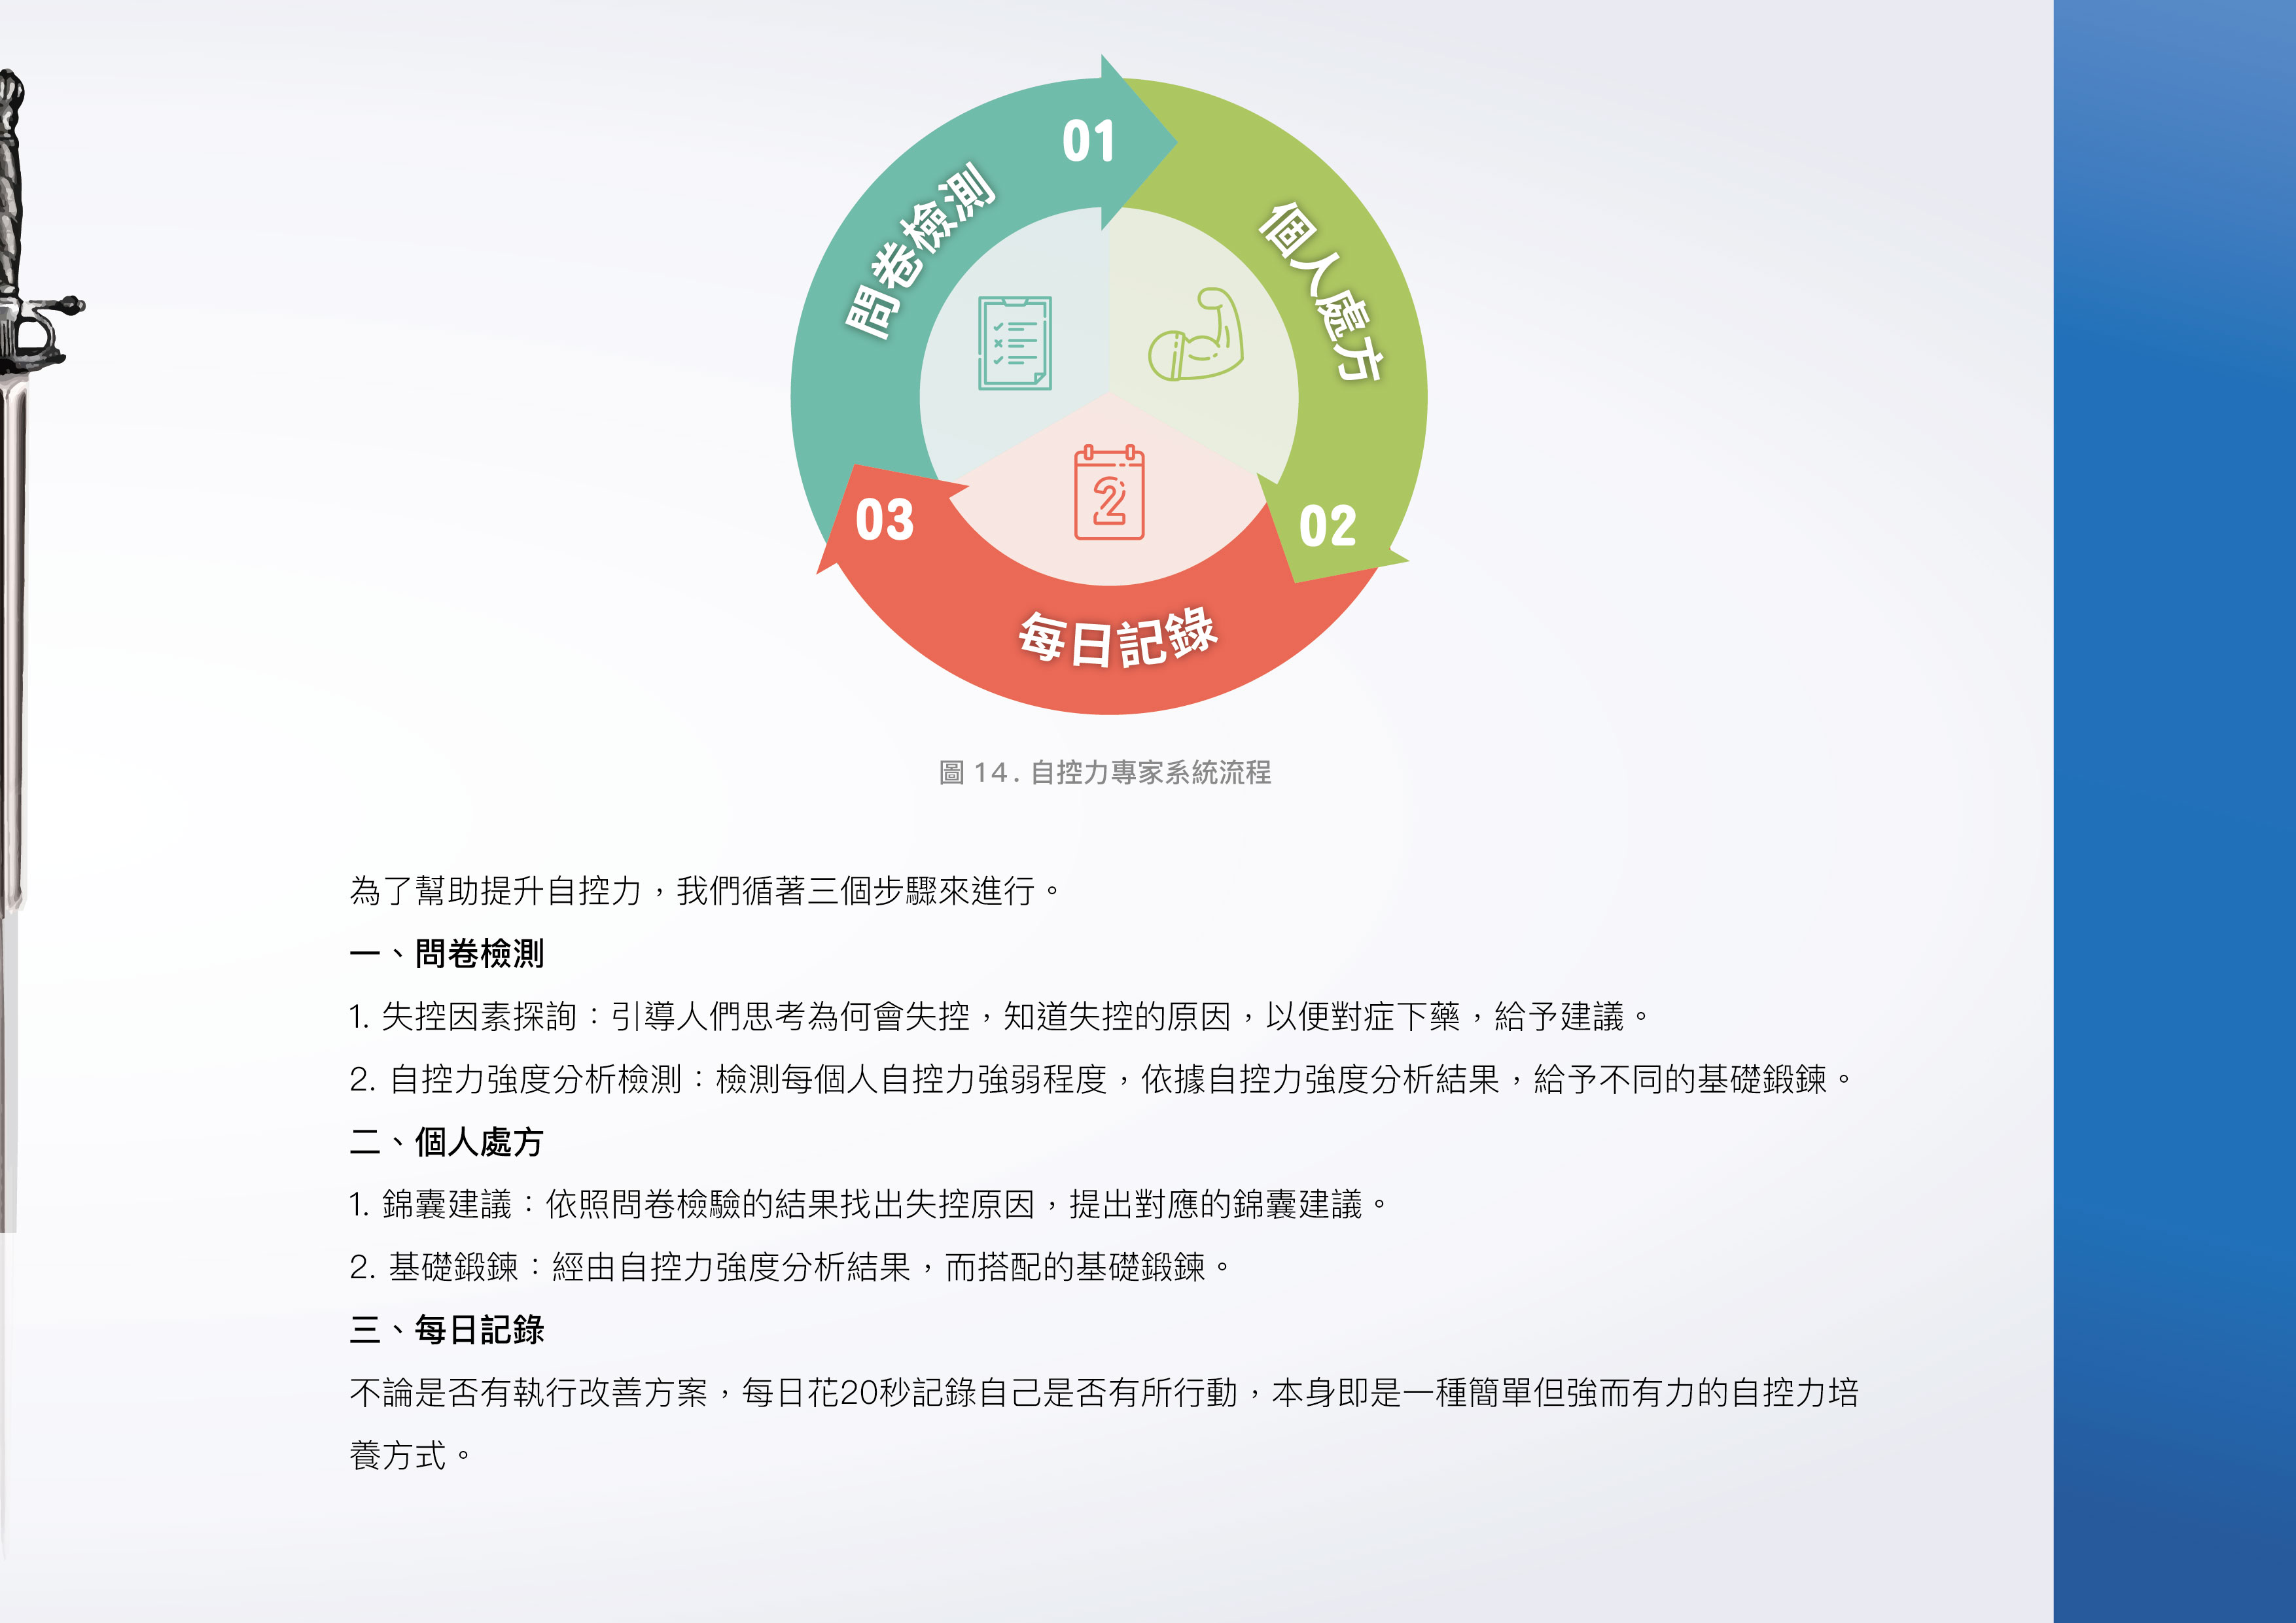 01
問卷檢測
個人處方
02
03
2
每日記錄
圖 14. 自控力專家系統流程
為了幫助提升自控力，我們循著三個步驟來進行。
一、問卷檢測
1. 失控因素探詢：引導人們思考為何會失控，知道失控的原因，以便對症下藥，給予建議。
2. 自控力強度分析檢測：檢測每個人自控力強弱程度，依據自控力強度分析結果，給予不同的基礎鍛鍊。
二、個人處方
1. 錦囊建議：依照問卷檢驗的結果找出失控原因，提出對應的錦囊建議。
2. 基礎鍛鍊：經由自控力強度分析結果，而搭配的基礎鍛鍊。
三、每日記錄
不論是否有執行改善方案，每日花20秒記錄自己是否有所行動，本身即是一種簡單但強而有力的自控力培
養方式。